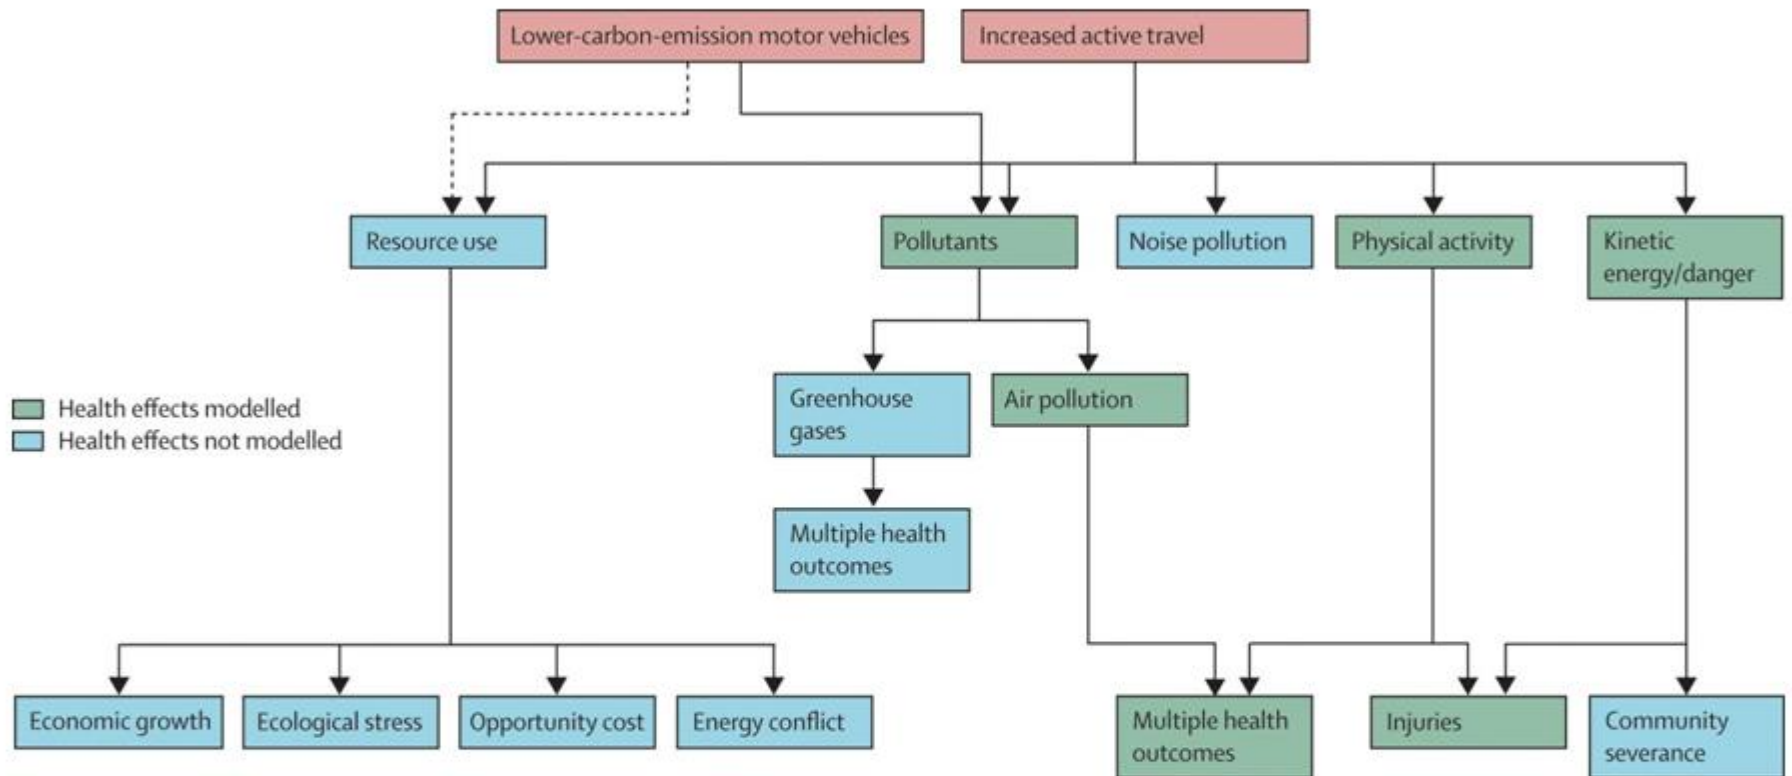 Lower-carbon-emission motor vehicles
Increased active travel
Resource use
Pollutants
Noise pollution
Physical activity
Kinetic
energy/danger
Health effects modelled
Health effects not modelled
Greenhouse
gases
Air pollution
Multiple health
outcomes
Economic growth
Ecological stress
Opportunity cost
Energy conflict
Multiple health
outcomes
Injuries
Community
severance